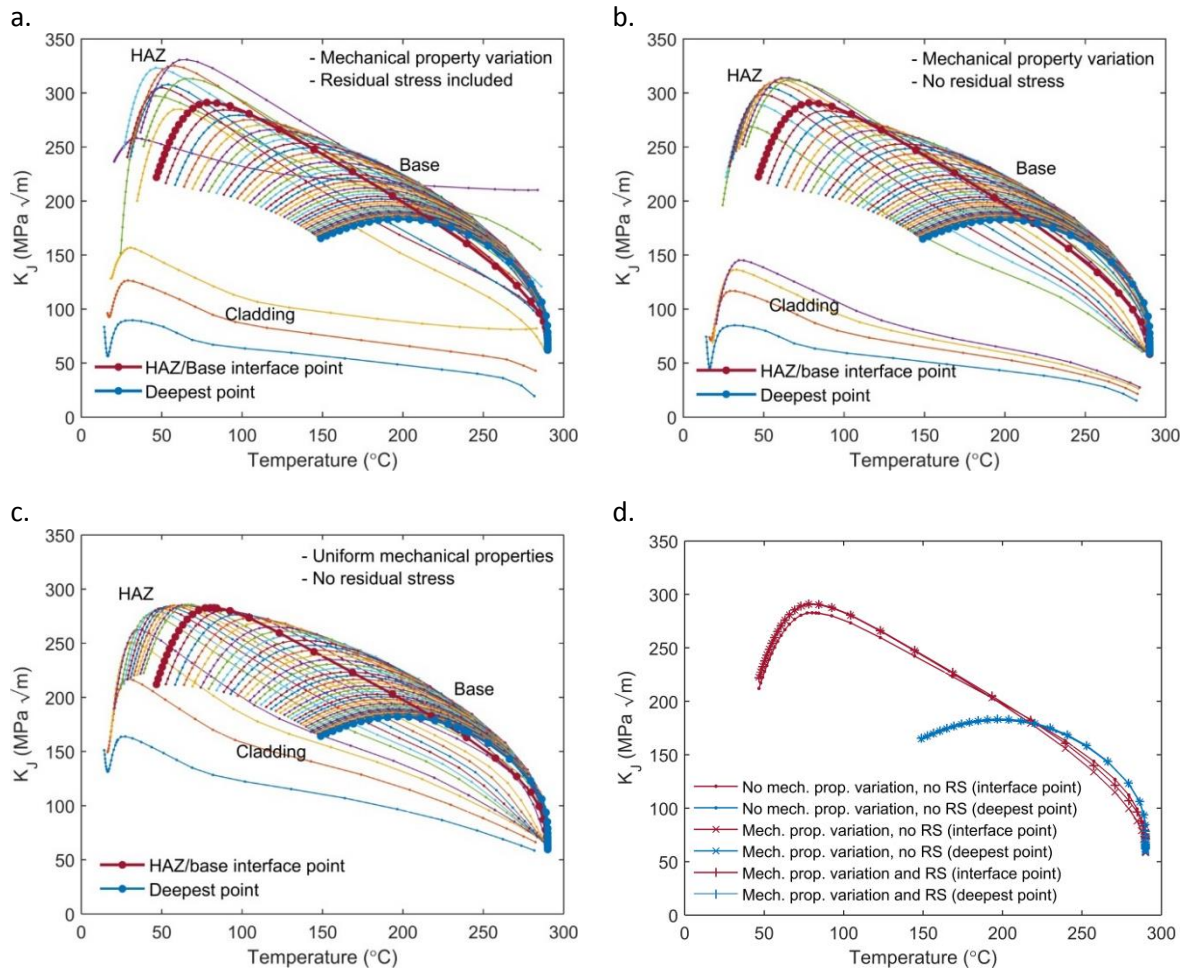 a.
350
300
250
200
150
100
50
0
K_J (MPa √m)
HAZ
- Mechanical property variation
- Residual stress included
Base
Cladding
HAZ/Base interface point
Deepest point
0 50 100 150 200 250 300
Temperature (°C)
b.
350
300
250
200
150
100
50
0
K_J (MPa √m)
HAZ
- Mechanical property variation
- No residual stress
Base
Cladding
HAZ/base interface point
Deepest point
0 50 100 150 200 250 300
Temperature (°C)
c.
350
300
250
200
150
100
50
0
K_J (MPa √m)
HAZ
- Uniform mechanical properties
- No residual stress
Base
Cladding
HAZ/base interface point
Deepest point
0 50 100 150 200 250 300
Temperature (°C)
d.
350
300
250
200
150
100
50
0
K_J (MPa √m)
No mech. prop. variation, no RS (interface point)
No mech. prop. variation, no RS (deepest point)
Mech. prop. variation, no RS (interface point)
Mech. prop. variation, no RS (deepest point)
Mech. prop. variation and RS (interface point)
Mech. prop. variation and RS (deepest point)
0 50 100 150 200 250 300
Temperature (°C)